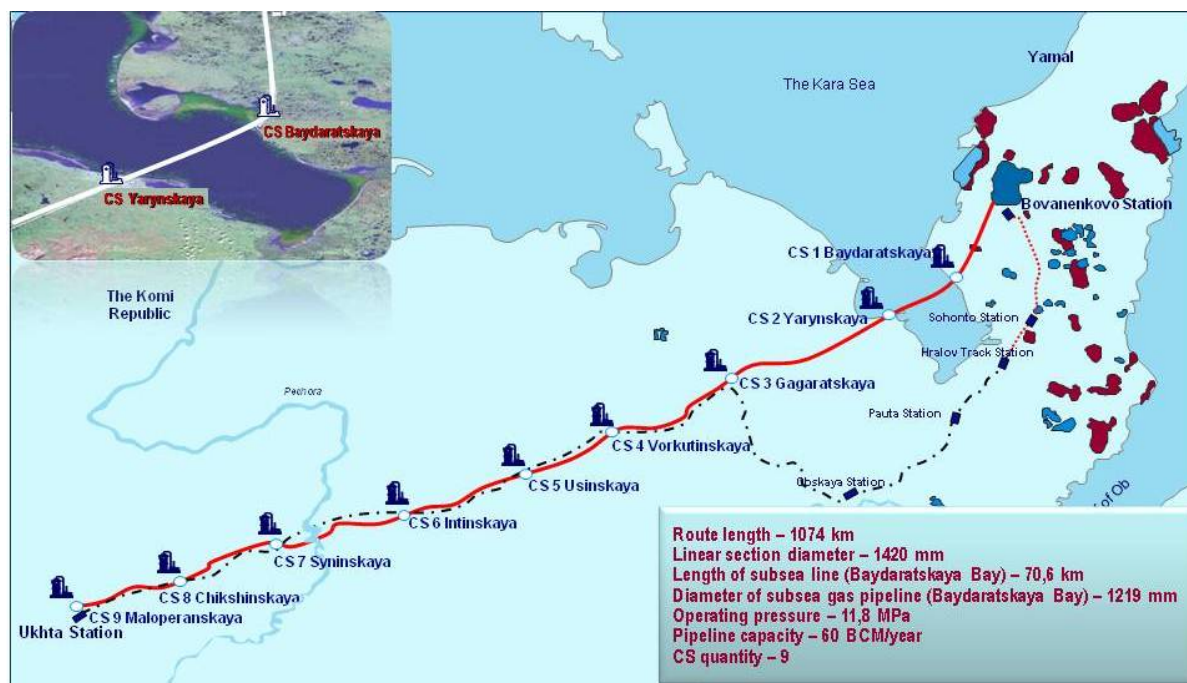 CS Baydaratskaya
CS Yarynskaya
Yamal
The Kara Sea
Bovanenkovo Station
CS 1 Baydaratskaya
The Komi
Republic
CS 2 Yarynskaya
Sohonto Station
Hralov Track Station
CS 3 Gagaratskaya
Pechora
Pauta Station
CS 4 Vorkutinskaya
CS 5 Usinskaya
Obskaya Station
of Ob
CS 6 Intinskaya
CS 7 Syninskaya
CS 8 Chikshinskaya
CS 9 Maloperanskaya
Ukhta Station
Route length – 1074 km
Linear section diameter – 1420 mm
Length of subsea line (Baydaratskaya Bay) – 70,6 km
Diameter of subsea gas pipeline (Baydaratskaya Bay) – 1219 mm
Operating pressure – 11,8 MPa
Pipeline capacity – 60 BCM/year
CS quantity – 9